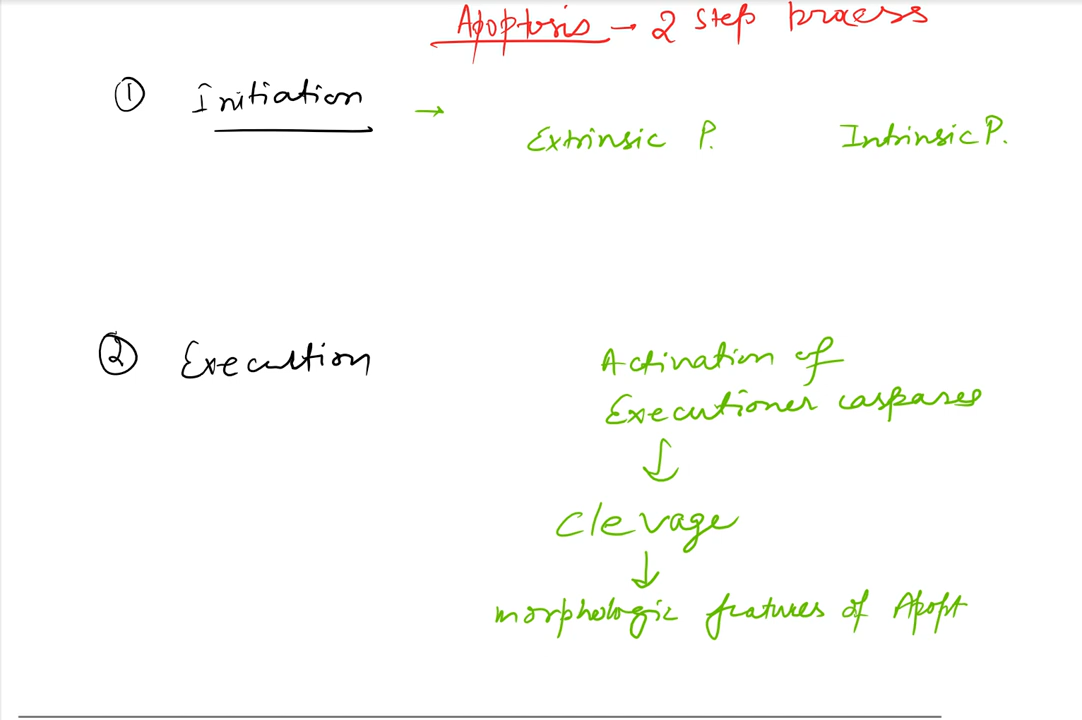 Apoptosis → 2 step process
① Initiation →
Extrinsic P. Intrinsic P.
② Execution
Activation of
Executioner caspases
↓
Clevage
↓
morphologic features of Apopt